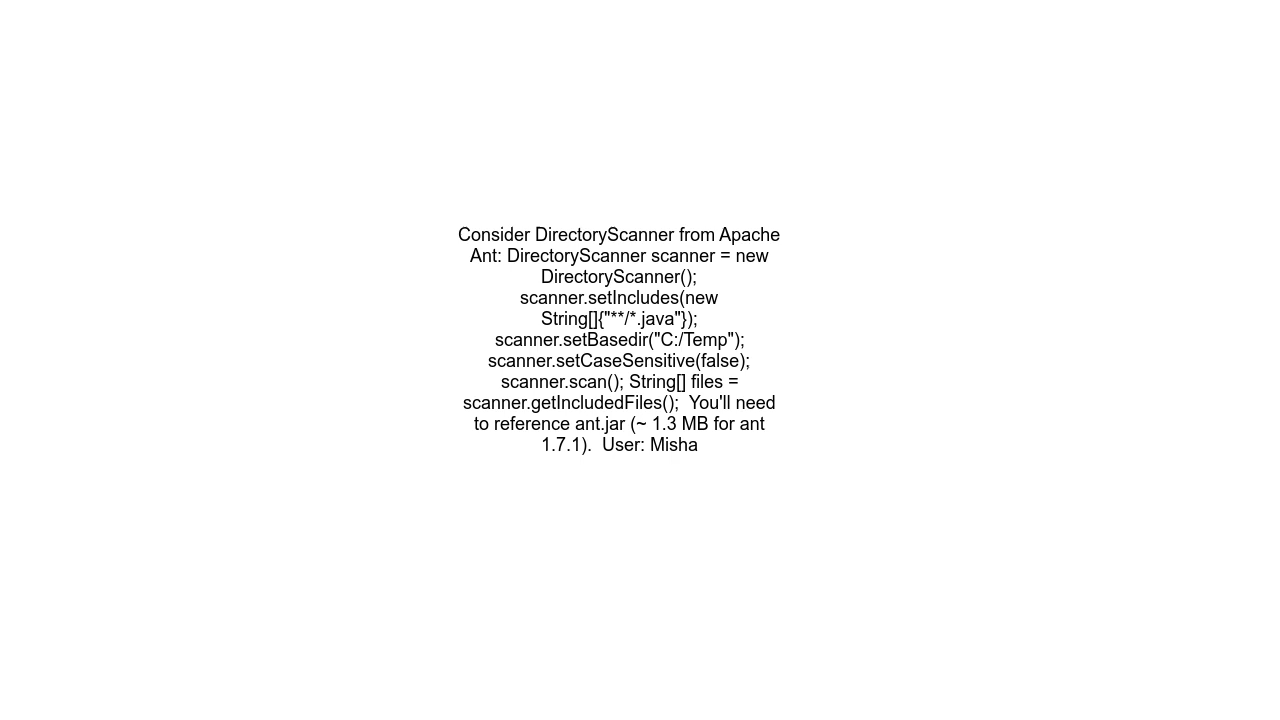 Consider DirectoryScanner from Apache
Ant: DirectoryScanner scanner = new
DirectoryScanner();
scanner.setIncludes(new
String[]{"**/*.java"});
scanner.setBasedir("C:/Temp");
scanner.setCaseSensitive(false);
scanner.scan(); String[] files =
scanner.getIncludedFiles();  You'll need
to reference ant.jar (~ 1.3 MB for ant
1.7.1).  User: Misha